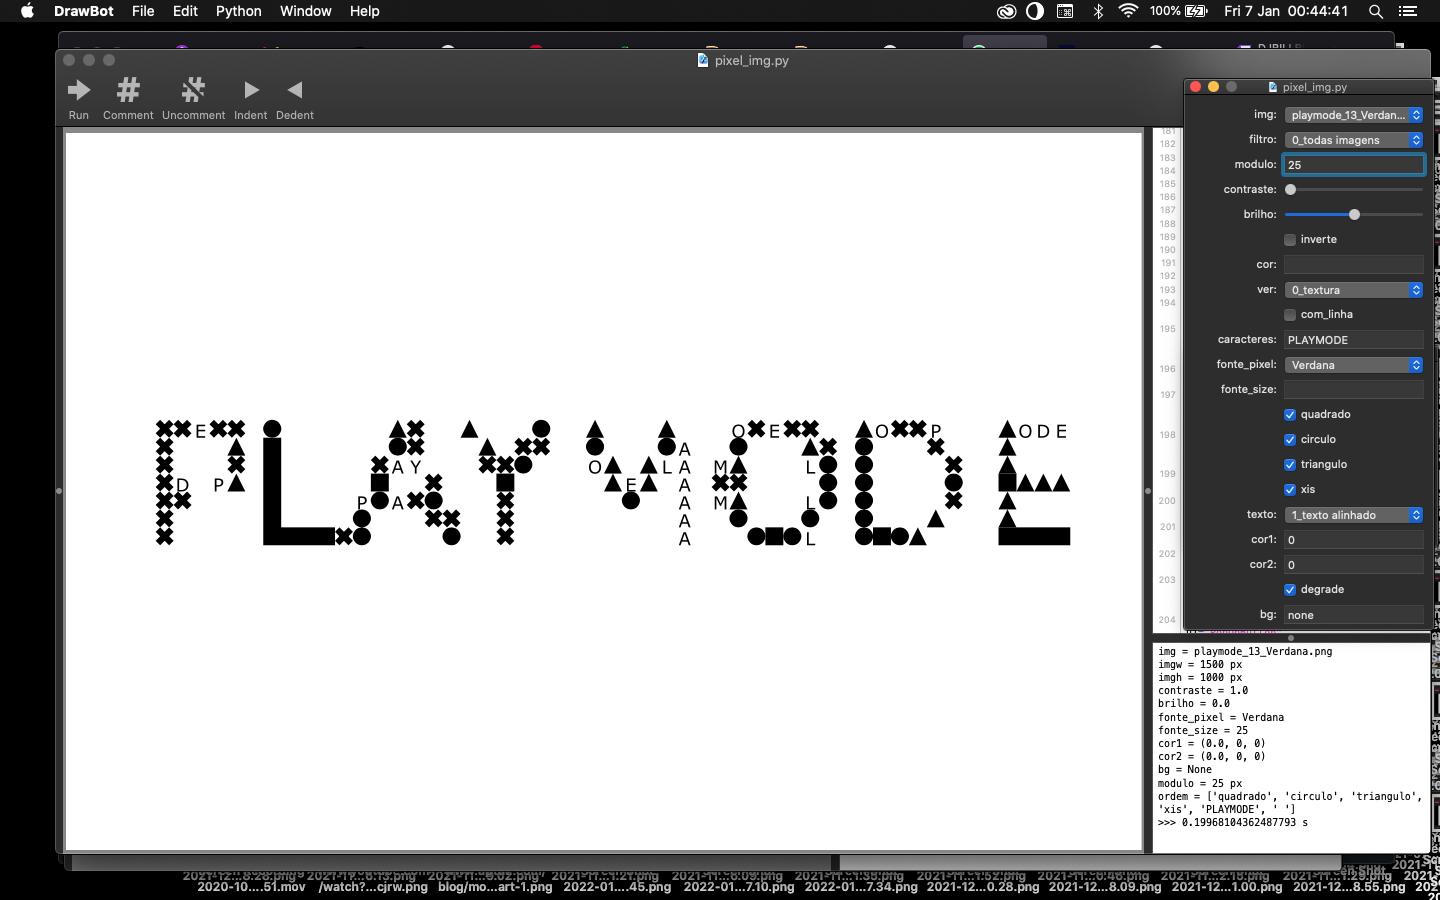 DrawBot File Edit Python Window Help 100% Fri 7 Jan 00:44:41
pixel_img.py
Run Comment Uncomment Indent Dedent
PLAYMODE
E
D P
A Y
P A
O L
E
A
A
A
A
A
A
O E
M L
M L
L
O P
O D E
181
182
183
184
185
186
187
188
189
190
191
192
193
194
195
196
197
198
199
200
201
202
203
204
pixel_img.py
img: playmode_13_Verdan...
filtro: 0_todas imagens
modulo: 25
contraste:
brilho:
inverte
cor:
ver: 0_textura
com_linha
caracteres: PLAYMODE
fonte_pixel: Verdana
fonte_size:
quadrado
circulo
triangulo
xis
texto: 1_texto alinhado
cor1: 0
cor2: 0
degrade
bg: none
img = playmode_13_Verdana.png
imgw = 1500 px
imgh = 1000 px
contraste = 1.0
brilho = 0.0
fonte_pixel = Verdana
fonte_size = 25
cor1 = (0.0, 0, 0)
cor2 = (0.0, 0, 0)
bg = None
modulo = 25 px
ordem = ['quadrado', 'circulo', 'triangulo',
'xis', 'PLAYMODE', ' ']
>>> 0.19968104362487793 s
2020-10....51.mov /watch?...cjrw.png blog/mo...art-1.png 2022-01....45.png 2022-01...7.10.png 2022-01...7.34.png 2021-12...0.28.png 2021-12...8.09.png 2021-12...1.00.png 2021-12...8.55.png